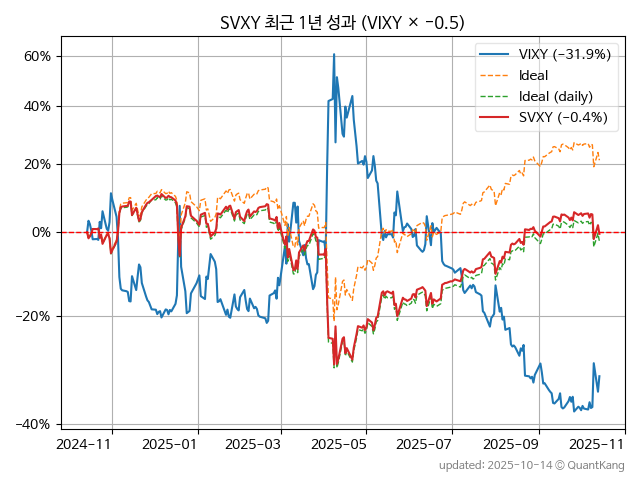 SVXY 최근 1년 성과 (VIXY × −0.5)
60%
40%
20%
0%
−20%
−40%
VIXY (−31.9%)
Ideal
Ideal (daily)
SVXY (−0.4%)
2024-11
2025-01
2025-03
2025-05
2025-07
2025-09
2025-11
updated: 2025-10-14 ⓒ QuantKang